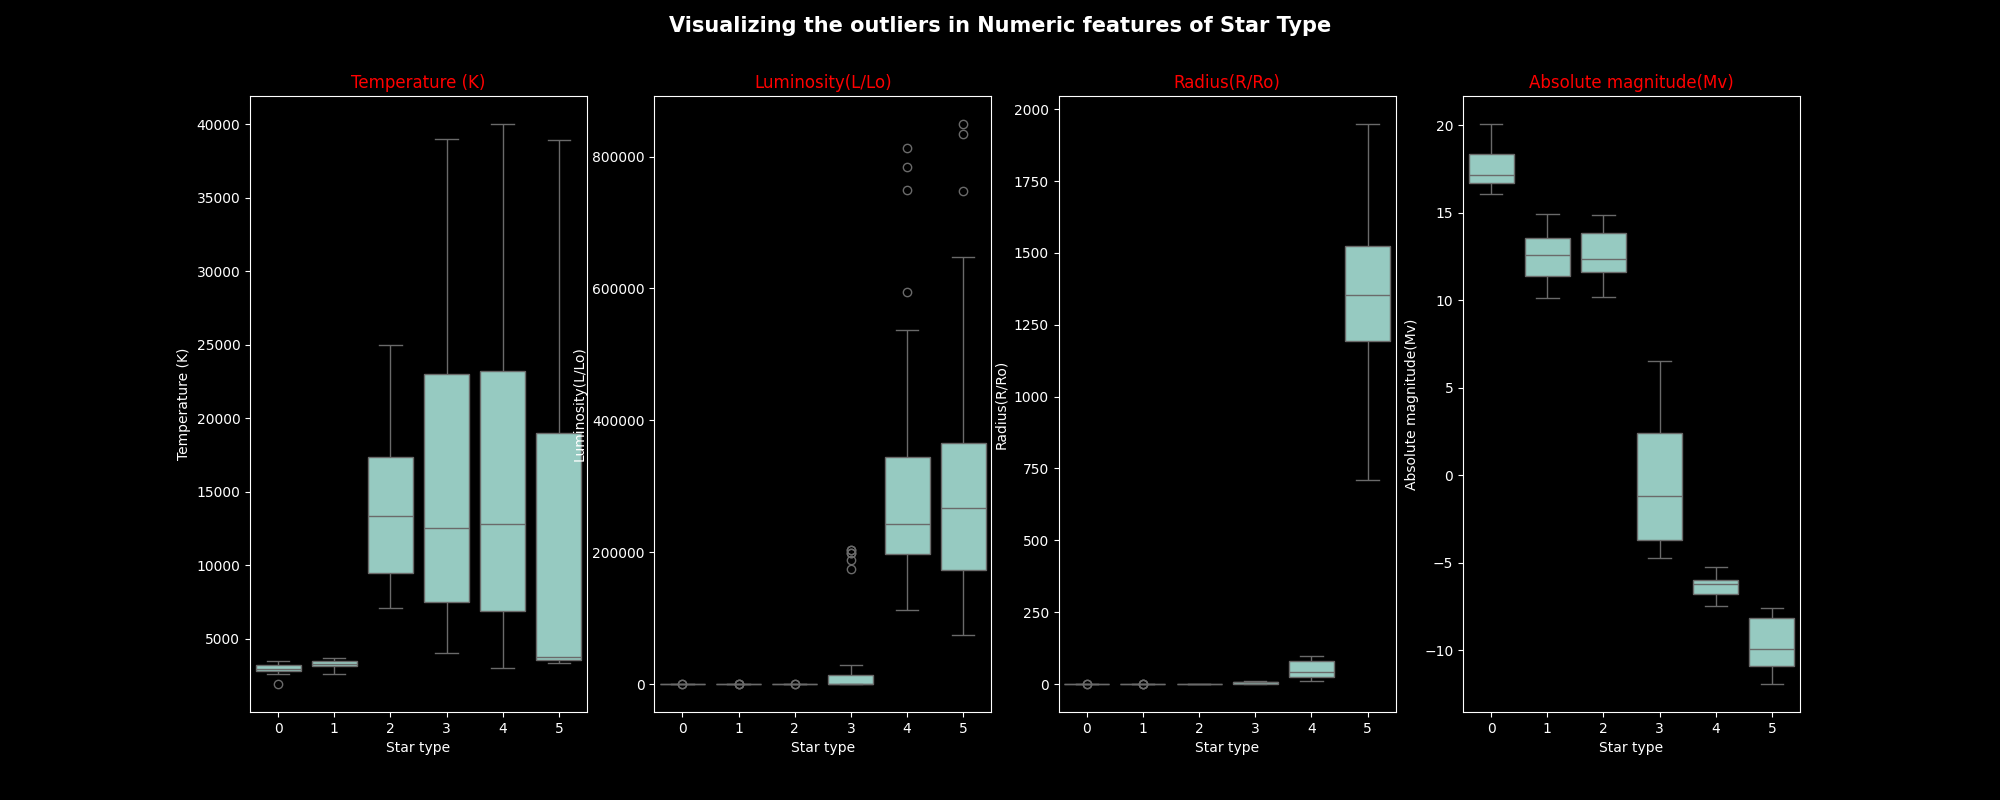 Visualizing the outliers in Numeric features of Star Type
Temperature (K)
Temperature (K)
40000
35000
30000
25000
20000
15000
10000
5000
0 1 2 3 4 5
Star type
Luminosity(L/Lo)
Luminosity(L/Lo)
800000
600000
400000
200000
0
0 1 2 3 4 5
Star type
Radius(R/Ro)
Radius(R/Ro)
2000
1750
1500
1250
1000
750
500
250
0
0 1 2 3 4 5
Star type
Absolute magnitude(Mv)
Absolute magnitude(Mv)
20
15
10
5
0
−5
−10
0 1 2 3 4 5
Star type